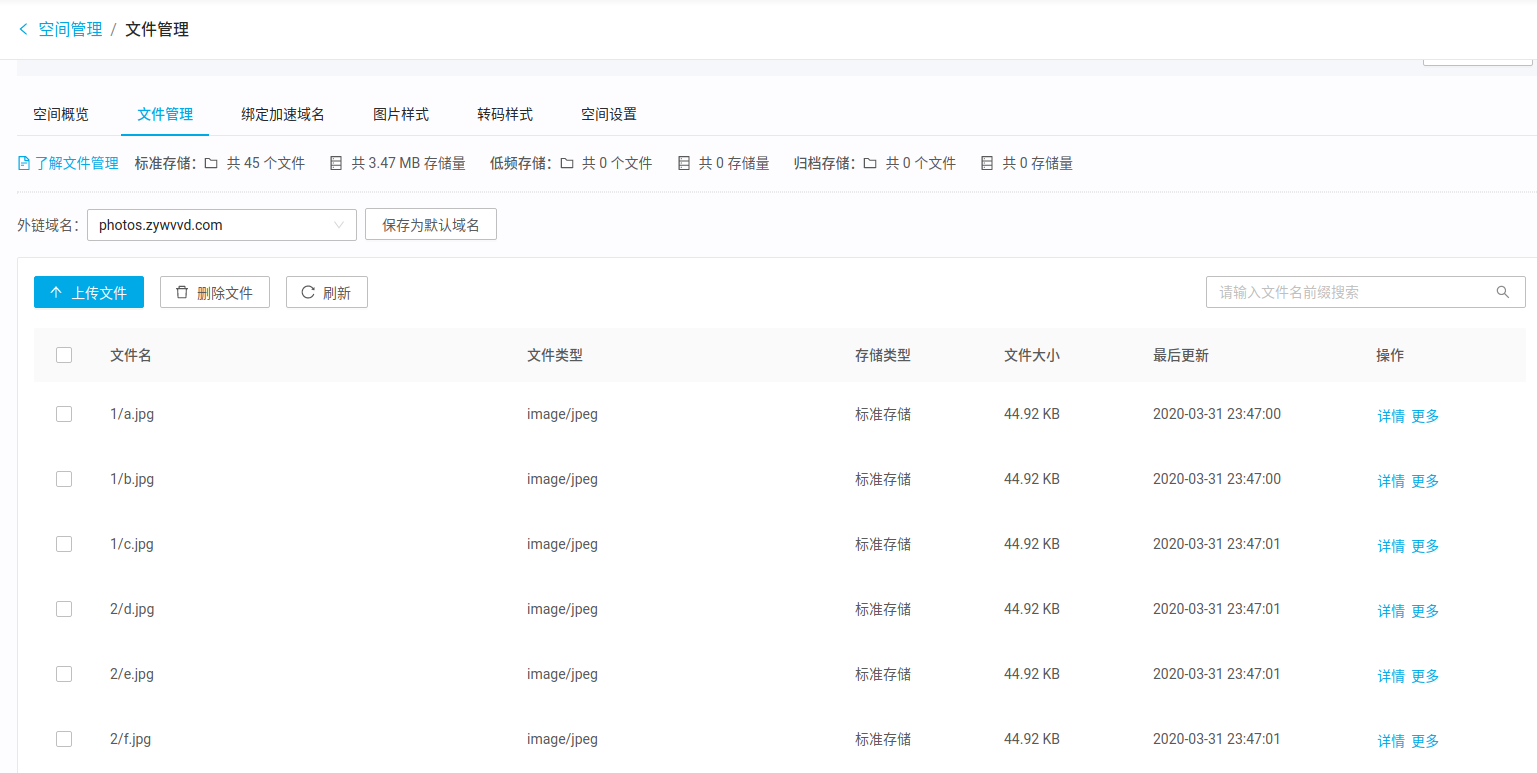 空间管理 / 文件管理
空间概览 文件管理 绑定加速域名 图片样式 转码样式 空间设置
了解文件管理 标准存储： 共 45 个文件 共 3.47 MB 存储量 低频存储： 共 0 个文件 共 0 存储量 归档存储： 共 0 个文件 共 0 存储量
外链域名： photos.zywvvd.com 保存为默认域名
上传文件 删除文件 刷新 请输入文件名前缀搜索
文件名 文件类型 存储类型 文件大小 最后更新 操作
1/a.jpg image/jpeg 标准存储 44.92 KB 2020-03-31 23:47:00 详情 更多
1/b.jpg image/jpeg 标准存储 44.92 KB 2020-03-31 23:47:00 详情 更多
1/c.jpg image/jpeg 标准存储 44.92 KB 2020-03-31 23:47:01 详情 更多
2/d.jpg image/jpeg 标准存储 44.92 KB 2020-03-31 23:47:01 详情 更多
2/e.jpg image/jpeg 标准存储 44.92 KB 2020-03-31 23:47:01 详情 更多
2/f.jpg image/jpeg 标准存储 44.92 KB 2020-03-31 23:47:01 详情 更多